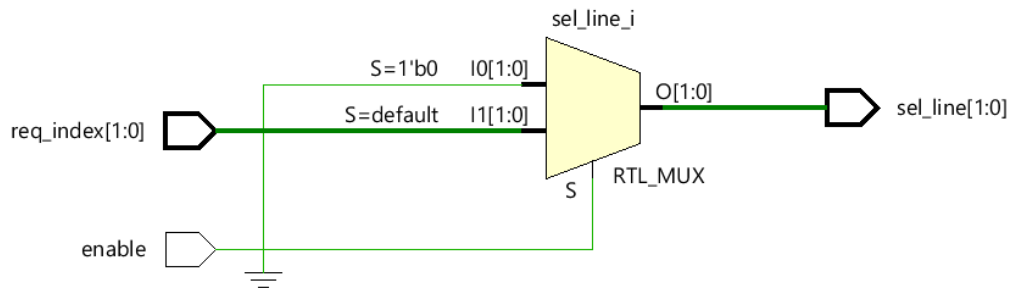 sel_line_i
S=1'b0 I0[1:0]
S=default I1[1:0]
O[1:0]
req_index[1:0]
sel_line[1:0]
S
RTL_MUX
enable